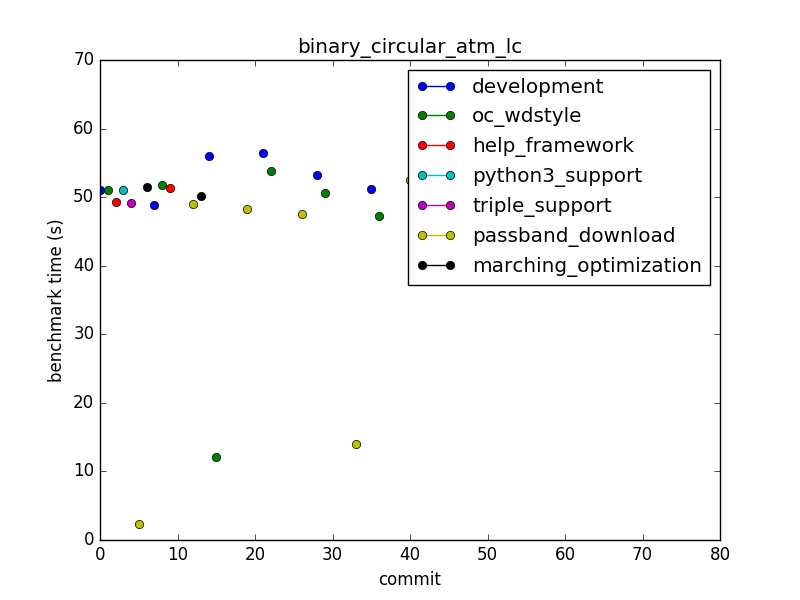 binary_circular_atm_lc
70
60
50
40
30
20
10
0
benchmark time (s)
development
oc_wdstyle
help_framework
python3_support
triple_support
passband_download
marching_optimization
0 10 20 30 40 50 60 70 80
commit